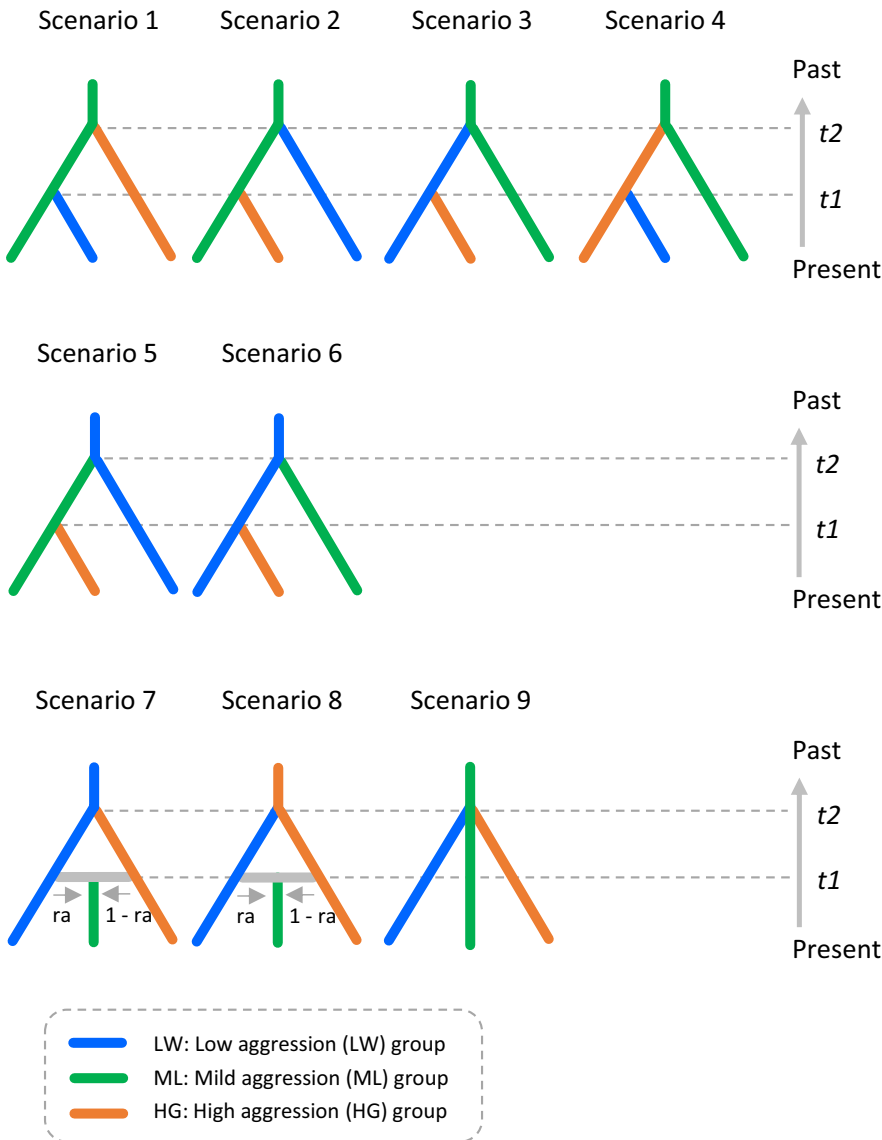 Scenario 1 Scenario 2 Scenario 3 Scenario 4
Past
t2
t1
Present
Scenario 5 Scenario 6
Past
t2
t1
Present
Scenario 7 Scenario 8 Scenario 9
Past
t2
t1
ra 1 - ra ra 1 - ra
Present
LW: Low aggression (LW) group
ML: Mild aggression (ML) group
HG: High aggression (HG) group